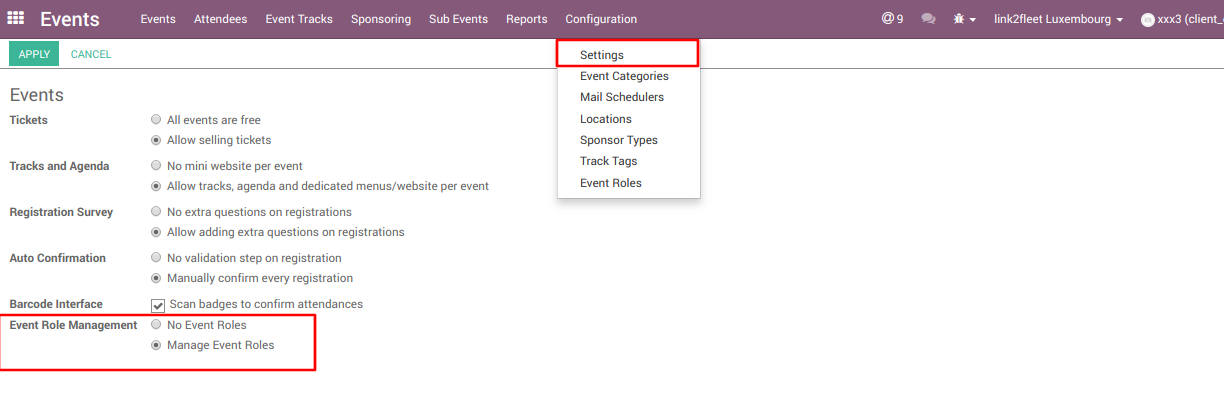 Events Events Attendees Event Tracks Sponsoring Sub Events Reports Configuration @ 9 link2fleet Luxembourg xxx3 (client_
APPLY CANCEL
Settings
Event Categories
Mail Schedulers
Locations
Sponsor Types
Track Tags
Event Roles
Events
Tickets All events are free
Allow selling tickets
Tracks and Agenda No mini website per event
Allow tracks, agenda and dedicated menus/website per event
Registration Survey No extra questions on registrations
Allow adding extra questions on registrations
Auto Confirmation No validation step on registration
Manually confirm every registration
Barcode Interface Scan badges to confirm attendances
Event Role Management No Event Roles
Manage Event Roles